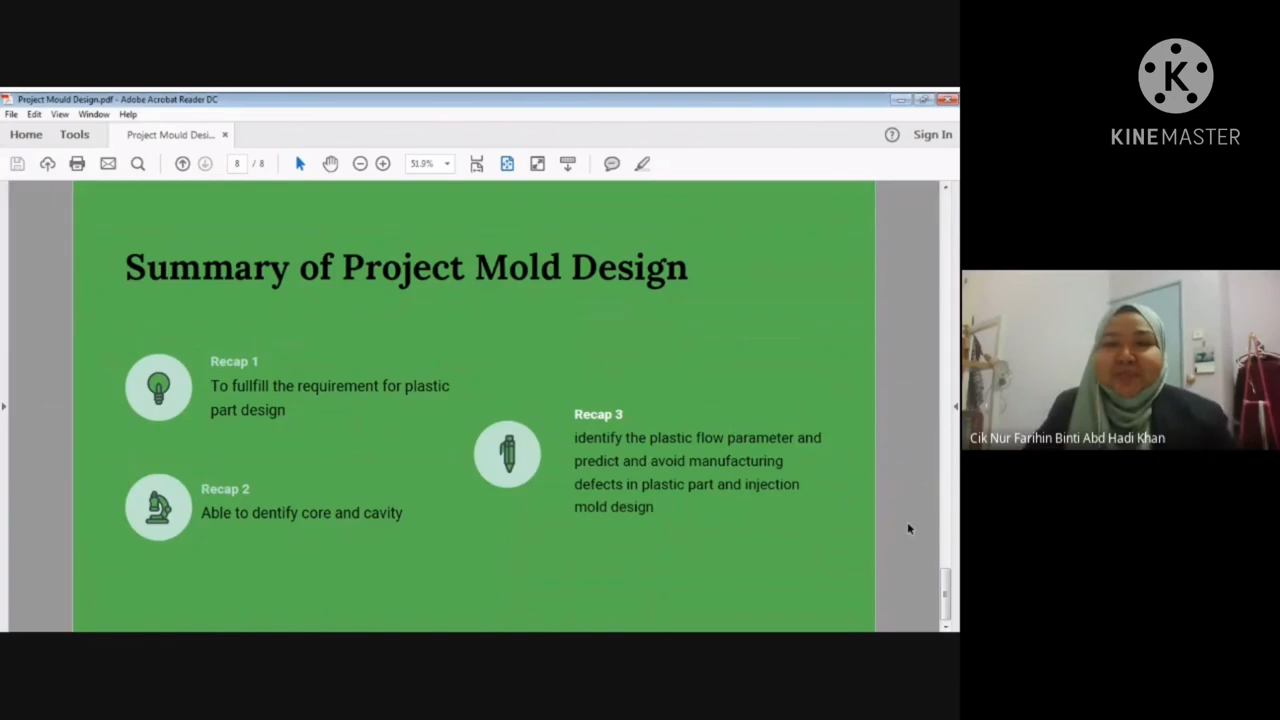 Project Mould Design.pdf - Adobe Acrobat Reader DC
File Edit View Window Help
Home Tools Project Mould Desi... × Sign In
8 / 8 51.9%
Summary of Project Mold Design
Recap 1
To fullfill the requirement for plastic
part design
Recap 2
Able to dentify core and cavity
Recap 3
identify the plastic flow parameter and
predict and avoid manufacturing
defects in plastic part and injection
mold design
K
KINEMASTER
Cik Nur Farihin Binti Abd Hadi Khan